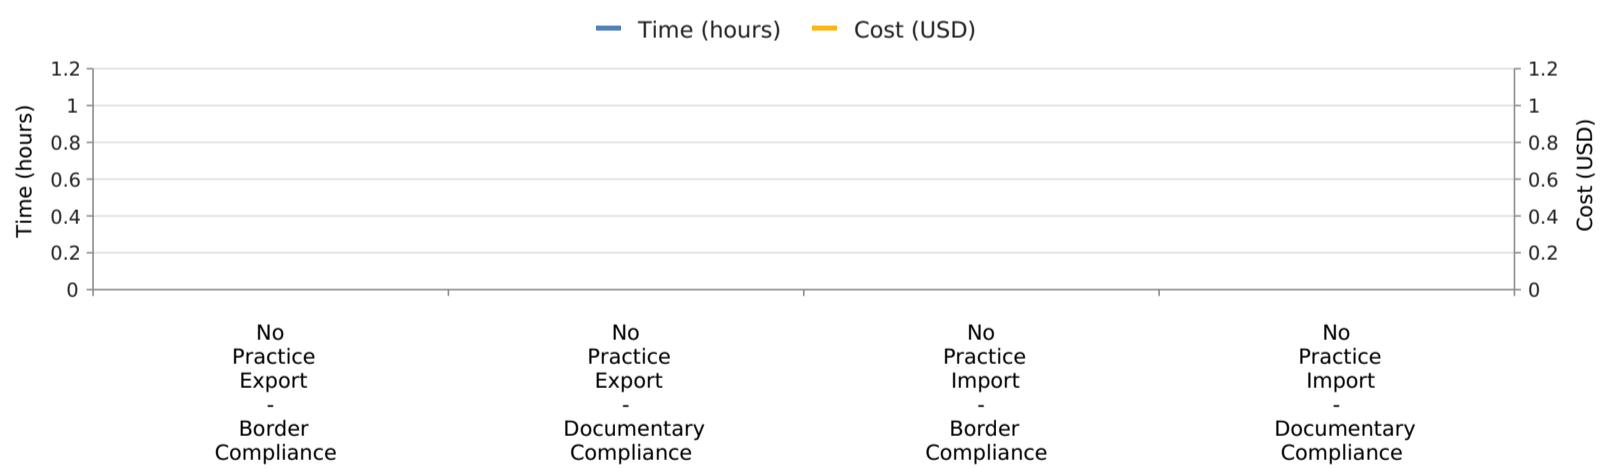 Time (hours) Cost (USD)
1.2 1.2
1 1
0.8 0.8
0.6 0.6
0.4 0.4
0.2 0.2
0 0
Time (hours)
Cost (USD)
No
Practice
Export
-
Border
Compliance
No
Practice
Export
-
Documentary
Compliance
No
Practice
Import
-
Border
Compliance
No
Practice
Import
-
Documentary
Compliance